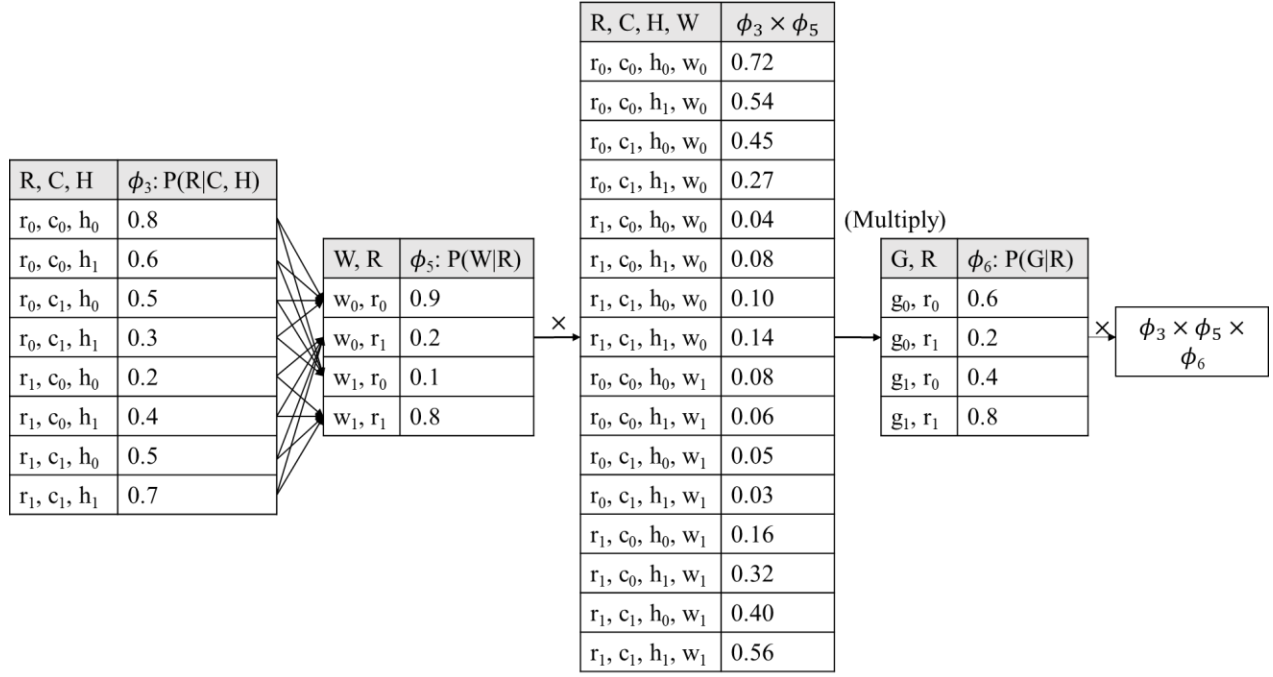 R, C, H ϕ₃: P(R|C, H)
r₀, c₀, h₀ 0.8
r₀, c₀, h₁ 0.6
r₀, c₁, h₀ 0.5
r₀, c₁, h₁ 0.3
r₁, c₀, h₀ 0.2
r₁, c₀, h₁ 0.4
r₁, c₁, h₀ 0.5
r₁, c₁, h₁ 0.7
W, R ϕ₅: P(W|R)
w₀, r₀ 0.9
w₀, r₁ 0.2
w₁, r₀ 0.1
w₁, r₁ 0.8
×
R, C, H, W ϕ₃ × ϕ₅
r₀, c₀, h₀, w₀ 0.72
r₀, c₀, h₁, w₀ 0.54
r₀, c₁, h₀, w₀ 0.45
r₀, c₁, h₁, w₀ 0.27
r₁, c₀, h₀, w₀ 0.04
r₁, c₀, h₁, w₀ 0.08
r₁, c₁, h₀, w₀ 0.10
r₁, c₁, h₁, w₀ 0.14
r₀, c₀, h₀, w₁ 0.08
r₀, c₀, h₁, w₁ 0.06
r₀, c₁, h₀, w₁ 0.05
r₀, c₁, h₁, w₁ 0.03
r₁, c₀, h₀, w₁ 0.16
r₁, c₀, h₁, w₁ 0.32
r₁, c₁, h₀, w₁ 0.40
r₁, c₁, h₁, w₁ 0.56
(Multiply)
G, R ϕ₆: P(G|R)
g₀, r₀ 0.6
g₀, r₁ 0.2
g₁, r₀ 0.4
g₁, r₁ 0.8
×
ϕ₃ × ϕ₅ ×
ϕ₆